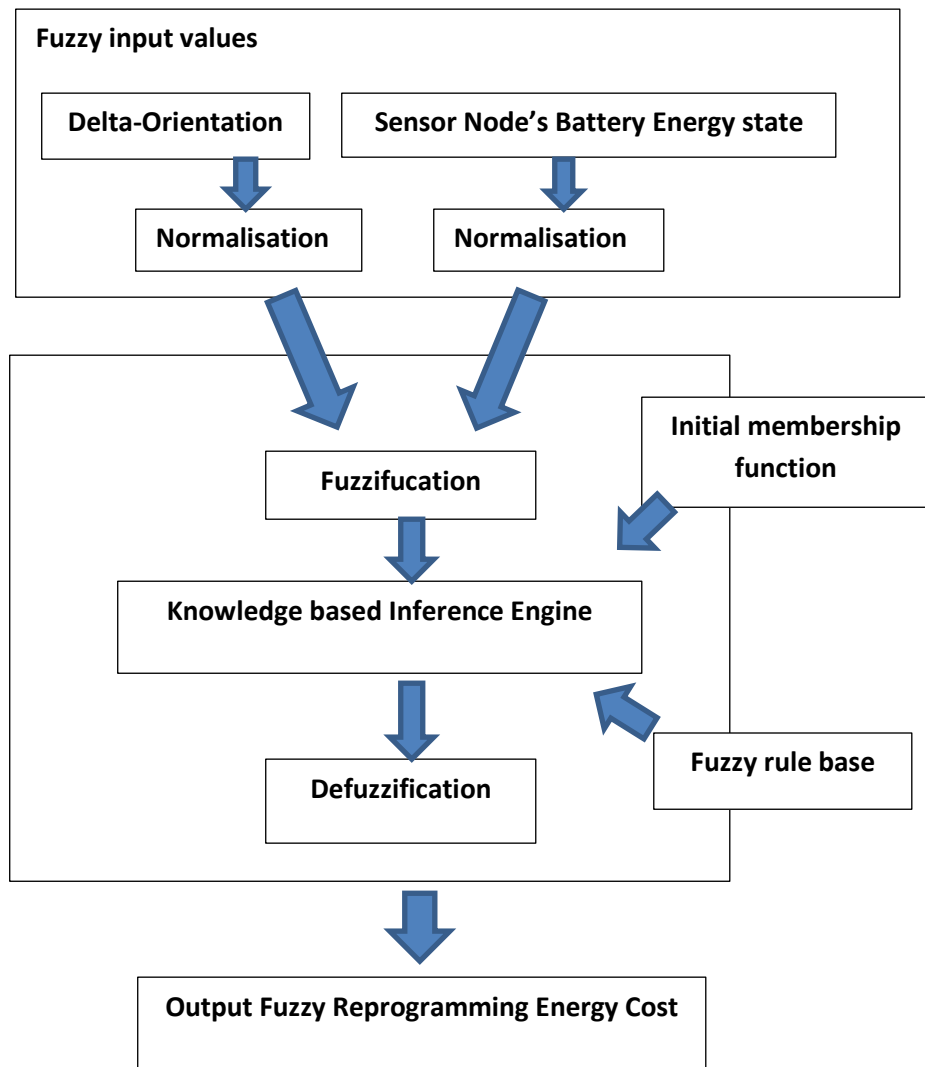 Fuzzy input values
Delta-Orientation
Sensor Node's Battery Energy state
Normalisation
Normalisation
Initial membership
function
Fuzzifucation
Knowledge based Inference Engine
Fuzzy rule base
Defuzzification
Output Fuzzy Reprogramming Energy Cost